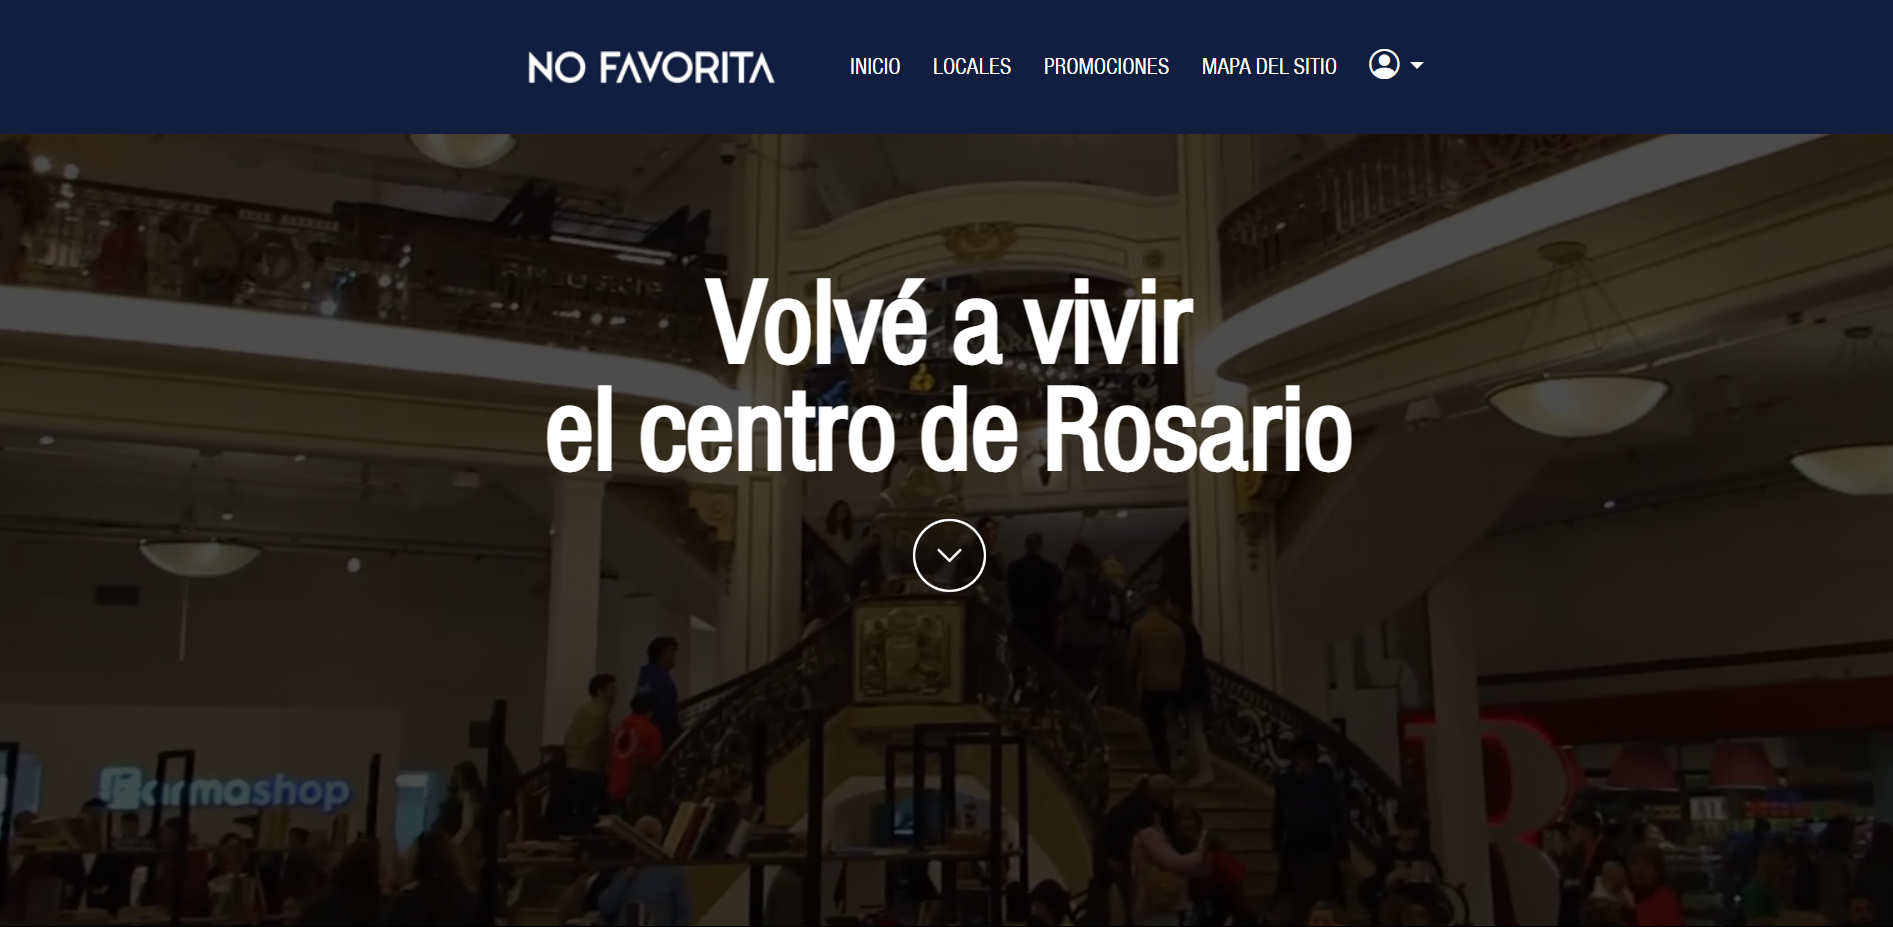 NO FAVORITA
INICIO
LOCALES
PROMOCIONES
MAPA DEL SITIO
Volvé a vivir
el centro de Rosario
Farmashop
R